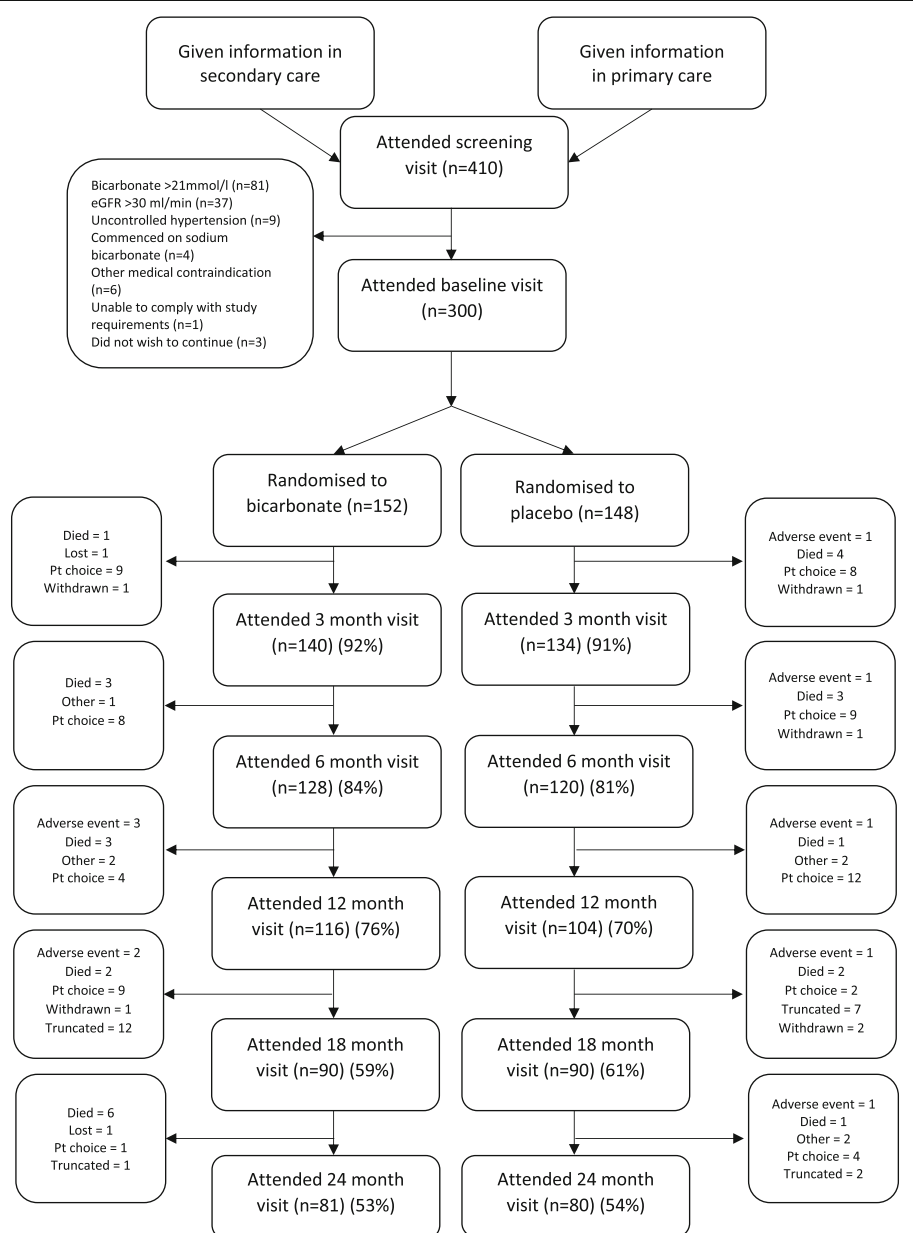 Given information in
secondary care
Given information
in primary care
Attended screening
visit (n=410)
Bicarbonate >21mmol/l (n=81)
eGFR >30 ml/min (n=37)
Uncontrolled hypertension (n=9)
Commenced on sodium
bicarbonate (n=4)
Other medical contraindication
(n=6)
Unable to comply with study
requirements (n=1)
Did not wish to continue (n=3)
Attended baseline visit
(n=300)
Randomised to
bicarbonate (n=152)
Randomised to
placebo (n=148)
Died = 1
Lost = 1
Pt choice = 9
Withdrawn = 1
Adverse event = 1
Died = 4
Pt choice = 8
Withdrawn = 1
Attended 3 month visit
(n=140) (92%)
Attended 3 month visit
(n=134) (91%)
Died = 3
Other = 1
Pt choice = 8
Adverse event = 1
Died = 3
Pt choice = 9
Withdrawn = 1
Attended 6 month visit
(n=128) (84%)
Attended 6 month visit
(n=120) (81%)
Adverse event = 3
Died = 3
Other = 2
Pt choice = 4
Adverse event = 1
Died = 1
Other = 2
Pt choice = 12
Attended 12 month
visit (n=116) (76%)
Attended 12 month
visit (n=104) (70%)
Adverse event = 2
Died = 2
Pt choice = 9
Withdrawn = 1
Truncated = 12
Adverse event = 1
Died = 2
Pt choice = 2
Truncated = 7
Withdrawn = 2
Attended 18 month
visit (n=90) (59%)
Attended 18 month
visit (n=90) (61%)
Died = 6
Lost = 1
Pt choice = 1
Truncated = 1
Adverse event = 1
Died = 1
Other = 2
Pt choice = 4
Truncated = 2
Attended 24 month
visit (n=81) (53%)
Attended 24 month
visit (n=80) (54%)